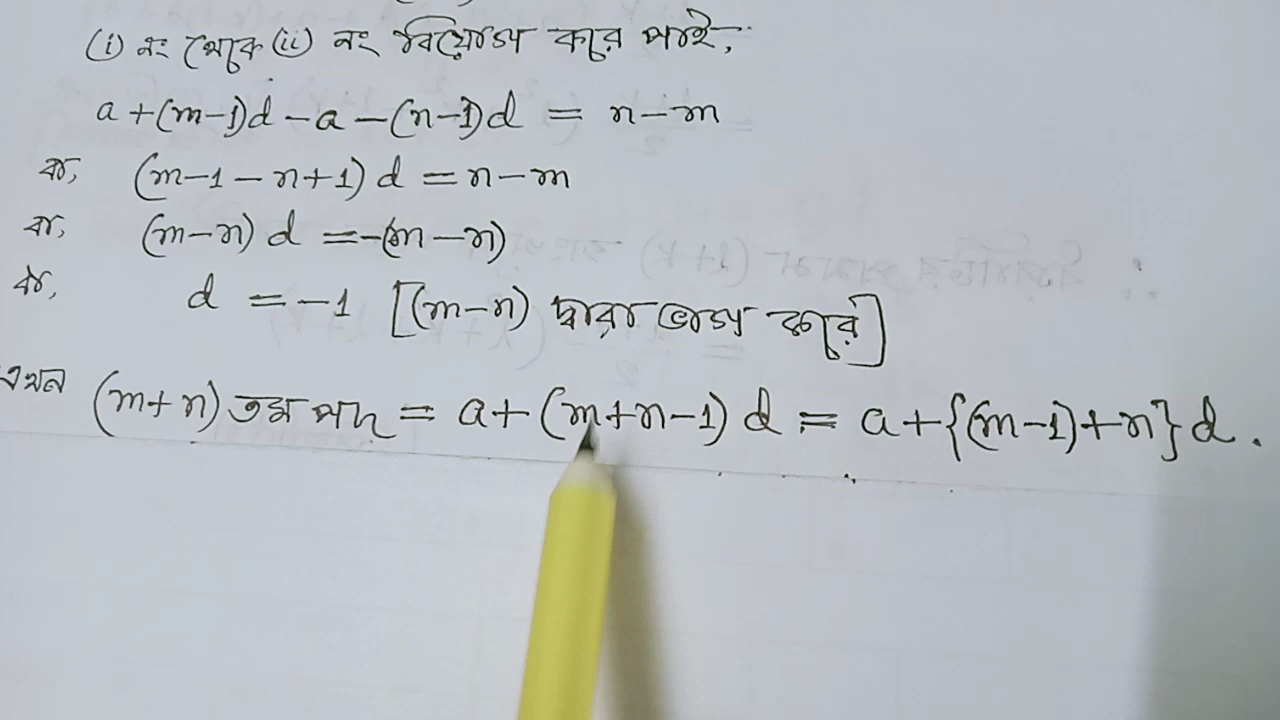 (i) নং থেকে (ii) নং বিয়োগ করে পাই,
a+(m-1)d-a-(n-1)d = n-m
বা, (m-1-n+1)d = n-m
বা, (m-n)d = -(m-n)
বা, d = -1 [(m-n) দ্বারা ভাগ করে]
এখন (m+n) তম পদ = a+(m+n-1)d = a+{(m-1)+n}d.